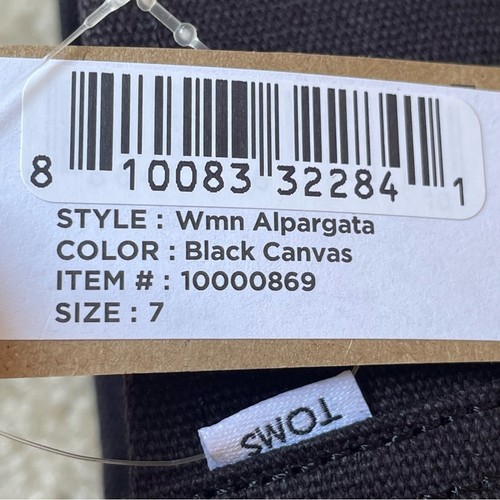 8 10083 32284 1
STYLE : Wmn Alpargata
COLOR : Black Canvas
ITEM # : 10000869
SIZE : 7
TOMS